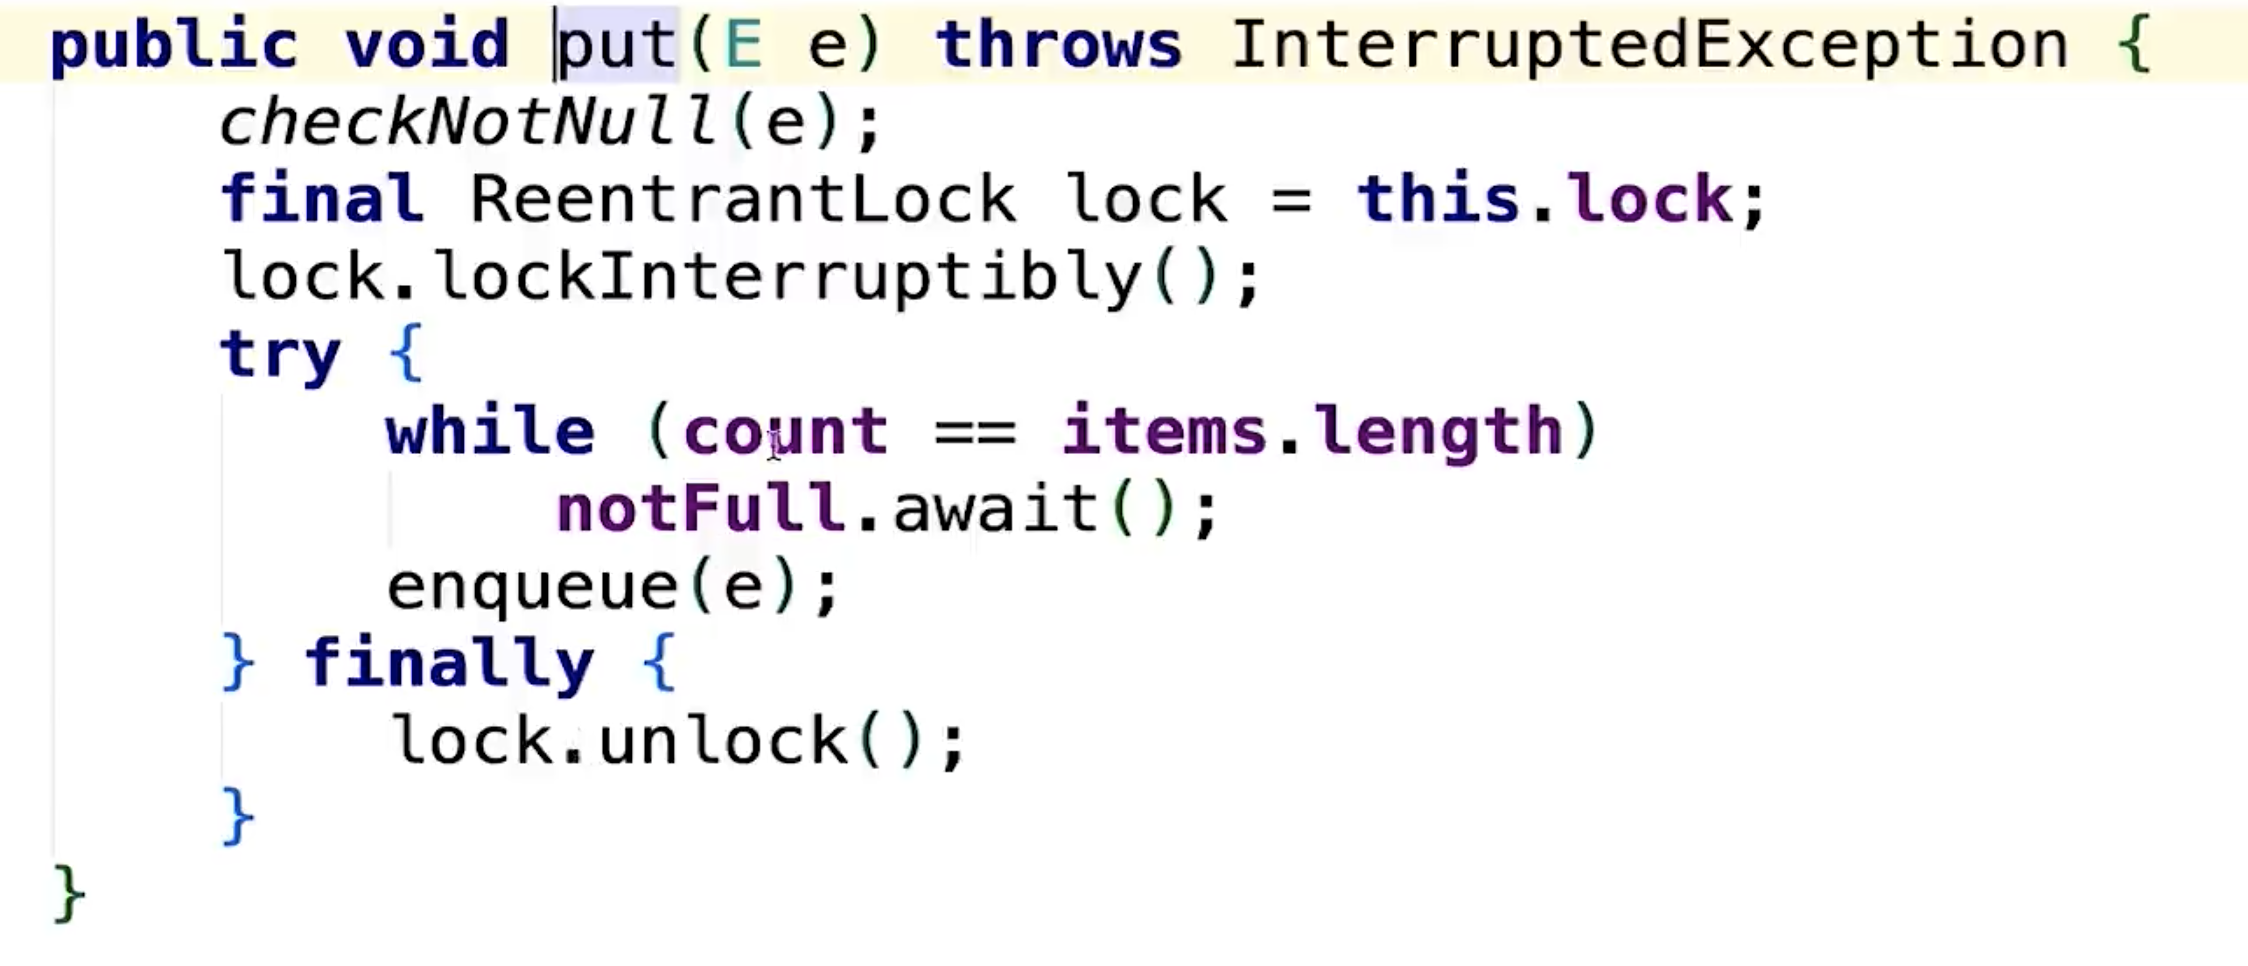 public void put(E e) throws InterruptedException {
    checkNotNull(e);
    final ReentrantLock lock = this.lock;
    lock.lockInterruptibly();
    try {
        while (count == items.length)
            notFull.await();
        enqueue(e);
    } finally {
        lock.unlock();
    }
}